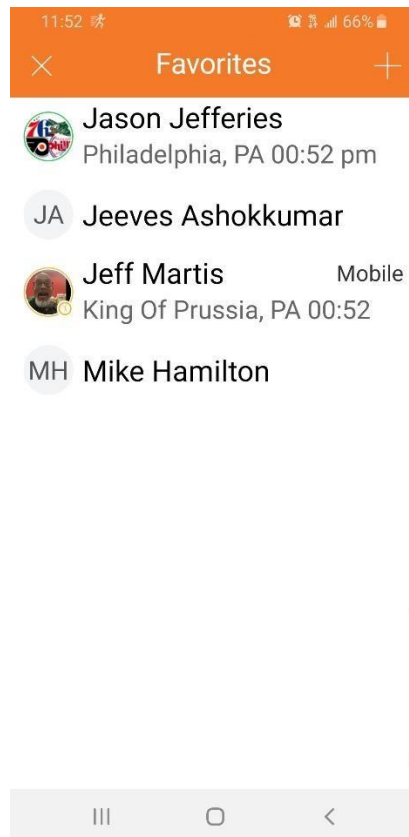 11:52 66%
Favorites
Jason Jefferies
Philadelphia, PA 00:52 pm
JA Jeeves Ashokkumar
Jeff Martis Mobile
King Of Prussia, PA 00:52
MH Mike Hamilton